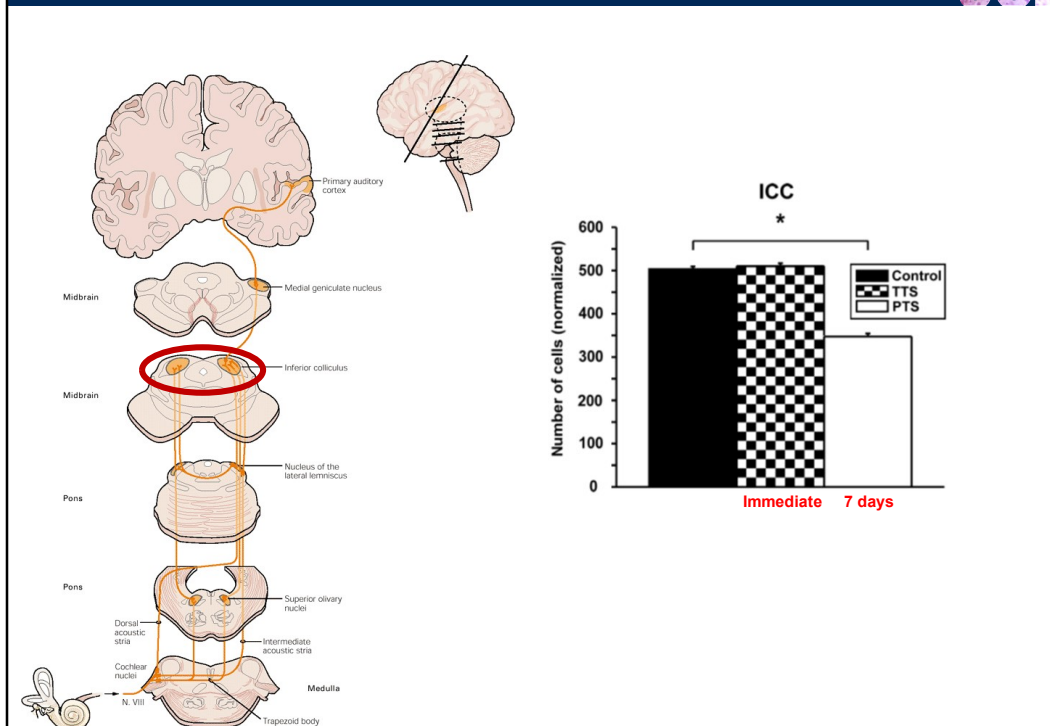 Primary auditory
cortex
Medial geniculate nucleus
Midbrain
Inferior colliculus
Midbrain
Nucleus of the
lateral lemniscus
Pons
Pons
Superior olivary
nuclei
Dorsal
acoustic
stria
Intermediate
acoustic stria
Cochlear
nuclei
Medulla
N. VIII
Trapezoid body
ICC
*
Number of cells (normalized)
600
500
400
300
200
100
0
Control
TTS
PTS
Immediate 7 days